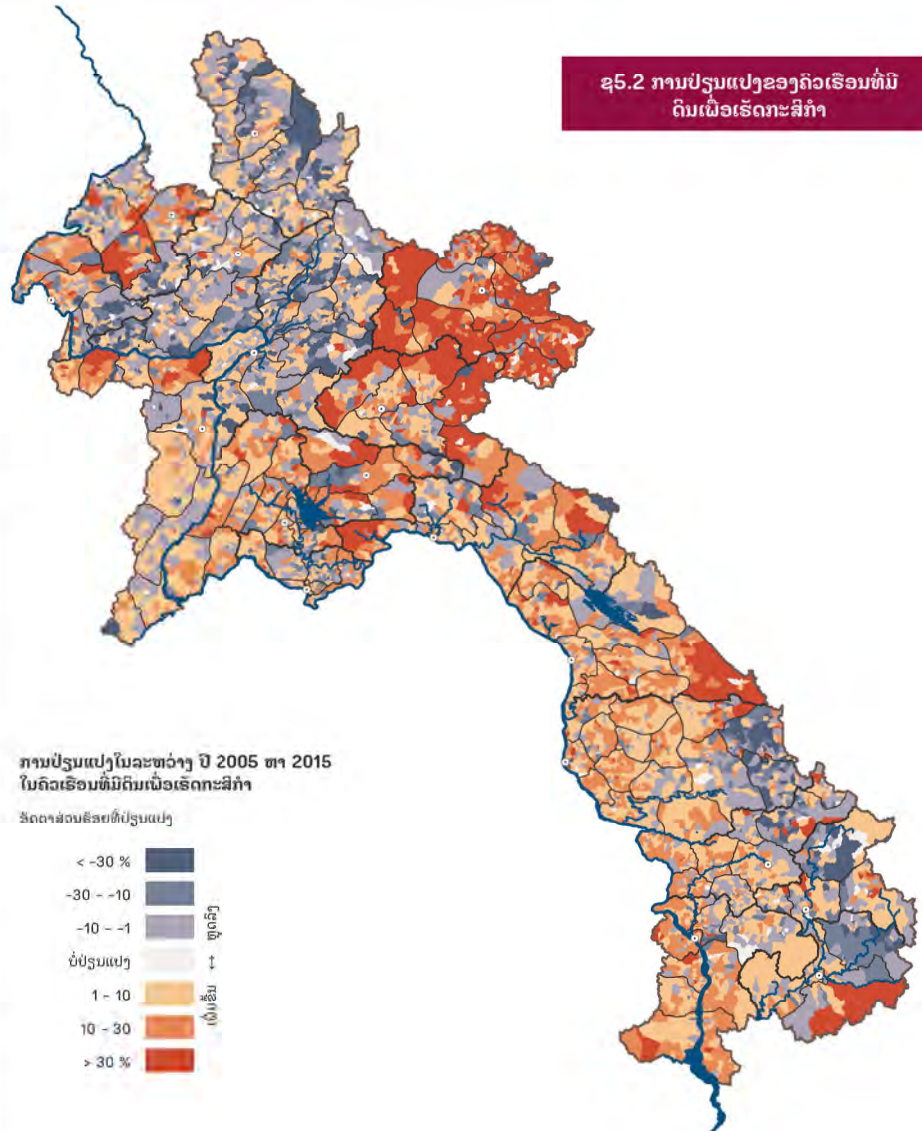 ຊ5.2 ການປ່ຽນແປງຂອງຄົວເຮືອນທີ່ມີ
ດິນເພື່ອເຮັດກະສິກຳ
ການປ່ຽນແປງໃນລະຫວ່າງ ປີ 2005 ຫາ 2015
ໃນຄົວເຮືອນທີ່ມີດິນເພື່ອເຮັດກະສິກຳ
ອັດຕາສ່ວນຮ້ອຍທີ່ປ່ຽນແປງ
< -30 %
-30 - -10
-10 - -1
ບໍ່ປ່ຽນແປງ
1 - 10
10 - 30
> 30 %
ເພີ່ມຂຶ້ນ ↔ ຫຼຸດລົງ